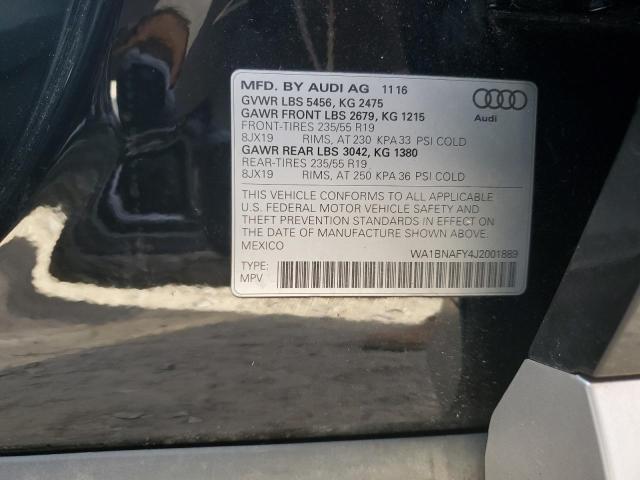 MFD. BY AUDI AG 11 16
GVWR LBS 5456, KG 2475
GAWR FRONT LBS 2679, KG 1215
FRONT-TIRES 235/55 R19
8JX19 RIMS, AT 230 KPA 33 PSI COLD
GAWR REAR LBS 3042, KG 1380
REAR-TIRES 235/55 R19
8JX19 RIMS, AT 250 KPA 36 PSI COLD
Audi
THIS VEHICLE CONFORMS TO ALL APPLICABLE
U.S. FEDERAL MOTOR VEHICLE SAFETY AND
THEFT PREVENTION STANDARDS IN EFFECT ON
THE DATE OF MANUFACTURE SHOWN ABOVE.
MEXICO
WA1BNAFY4J2001889
TYPE:
MPV